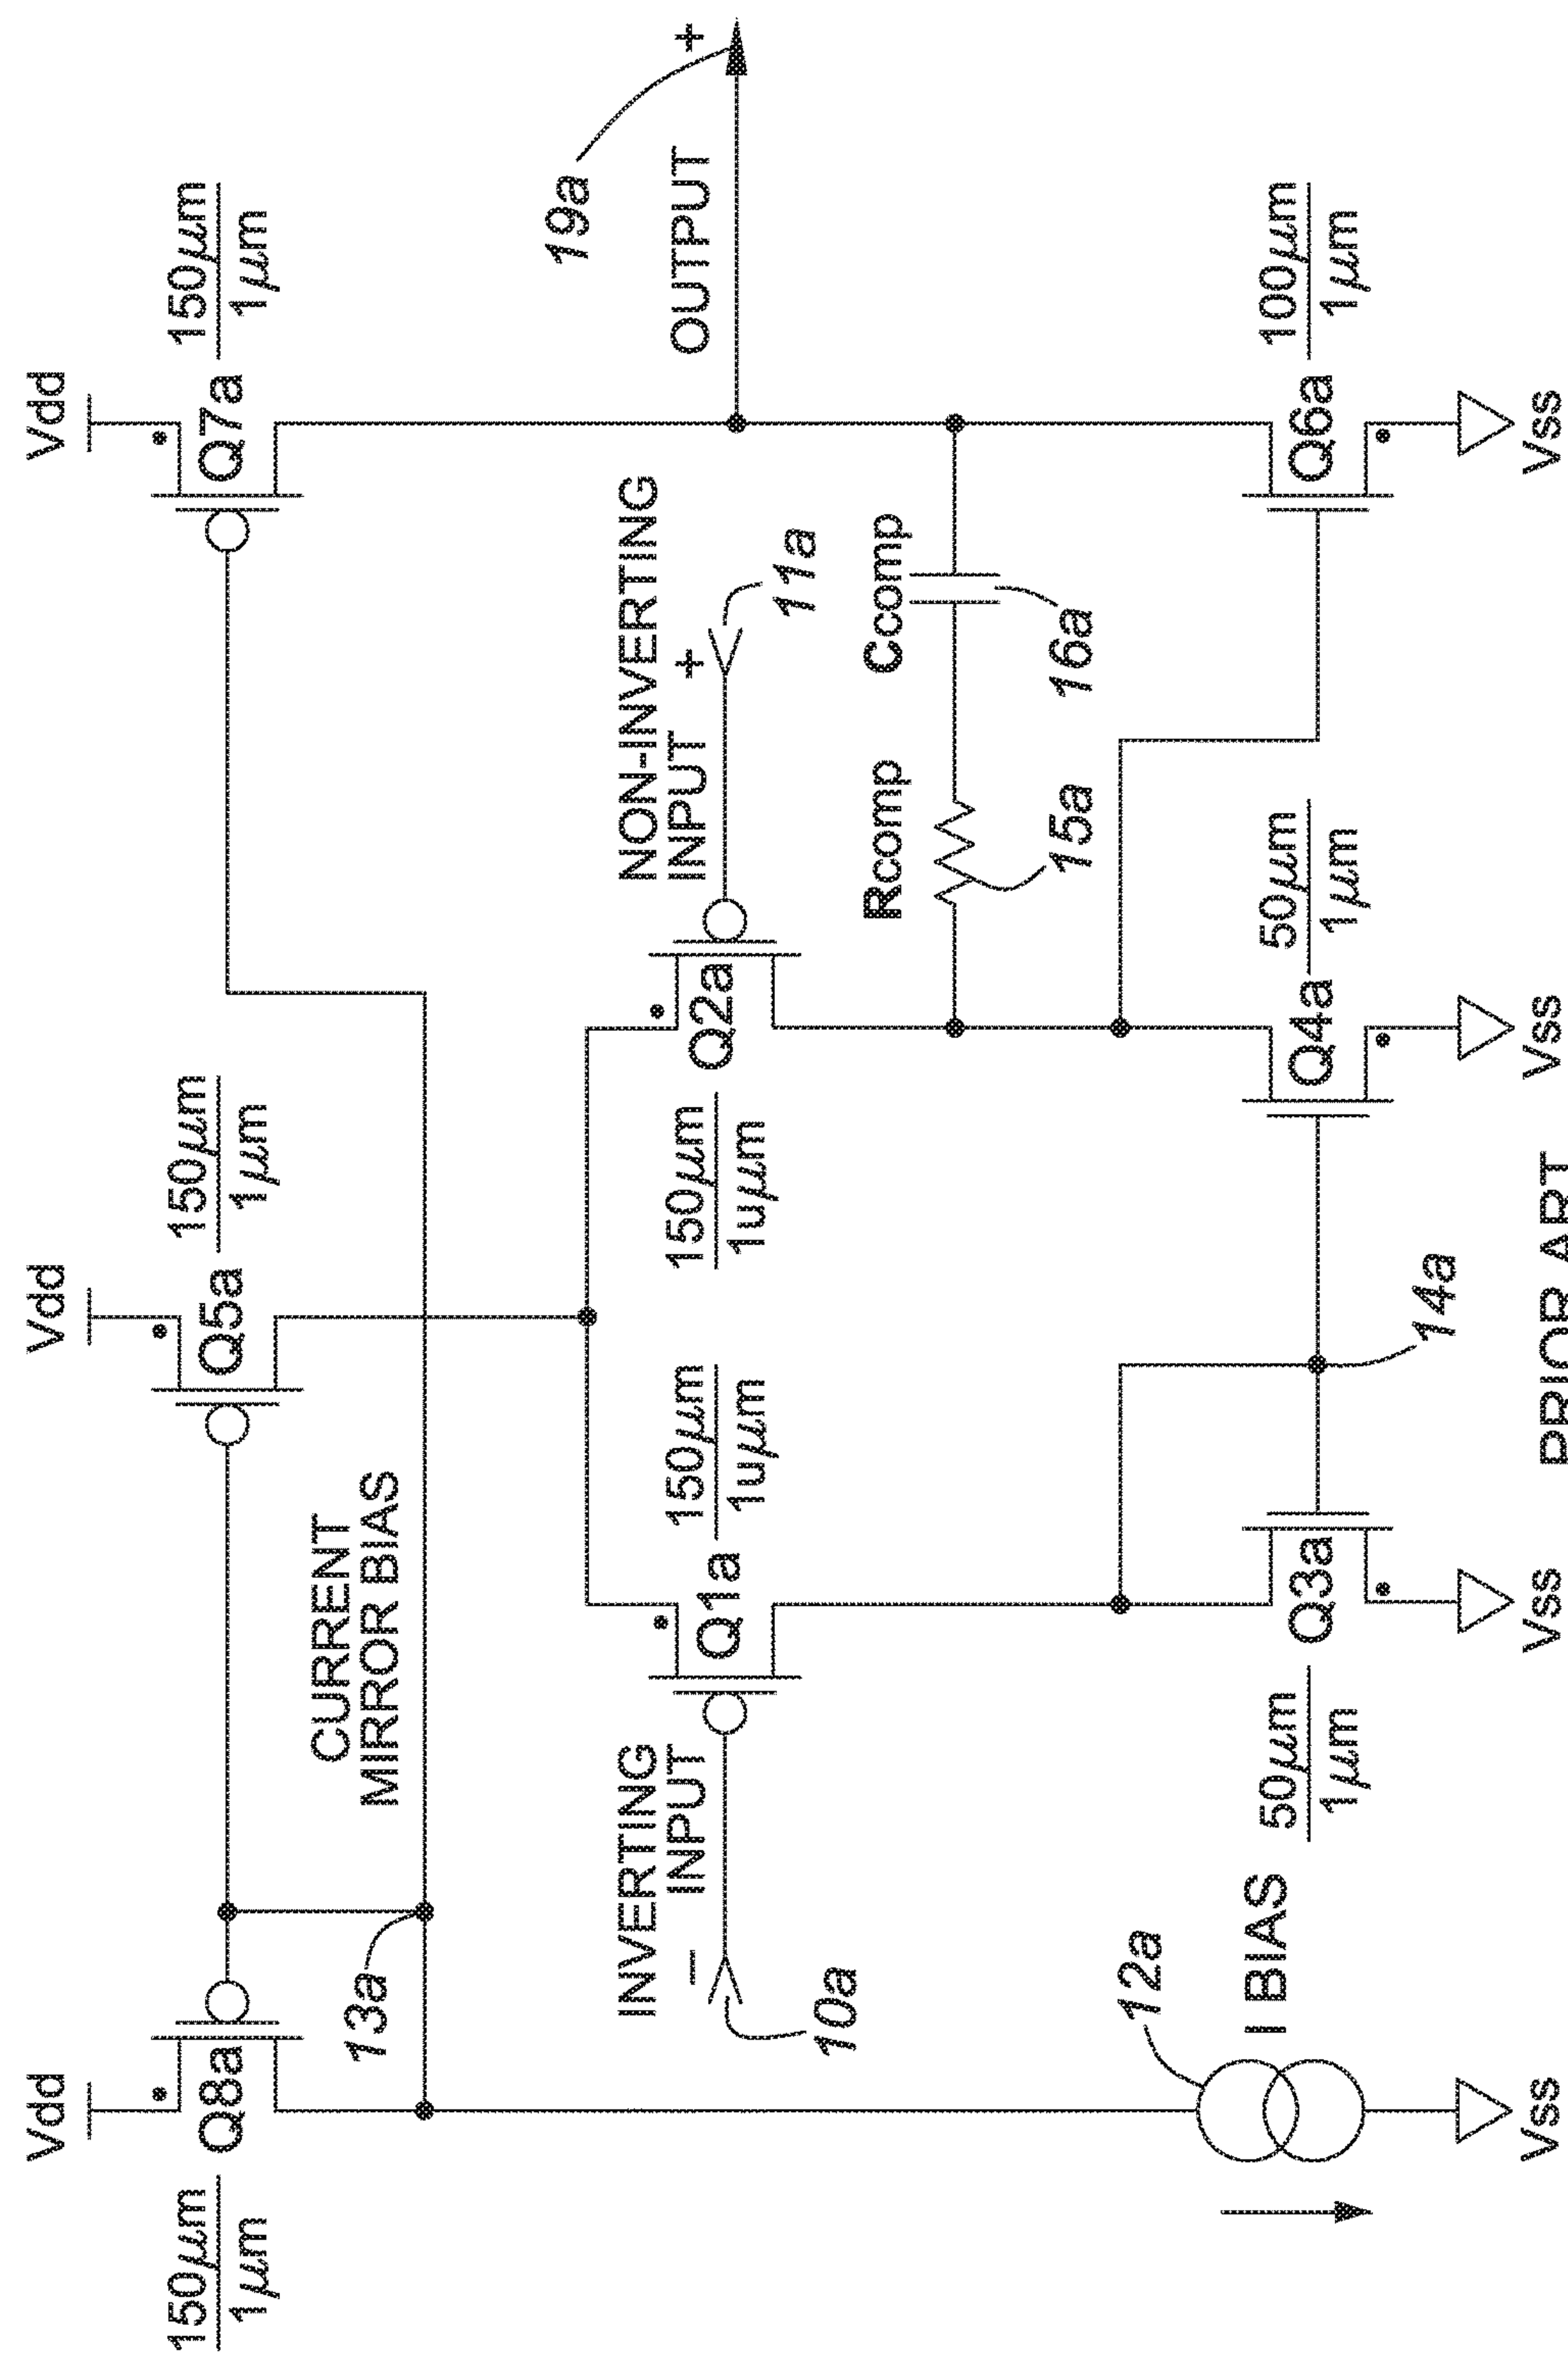 Vdd
Vdd
Vdd
150μm
1μm
Q8a
Q5a
150μm
1μm
Q7a
150μm
1μm
CURRENT
MIRROR BIAS
13a
19a
INVERTING
INPUT
−
10a
Q1a
150μm
1uμm
150μm
1uμm
Q2a
NON-INVERTING
INPUT +
11a
OUTPUT +
Rcomp
Ccomp
15a
16a
12a
I BIAS
50μm
1μm
Q3a
14a
Q4a
50μm
1μm
Q6a
100μm
1μm
Vss
Vss
Vss
Vss
PRIOR ART